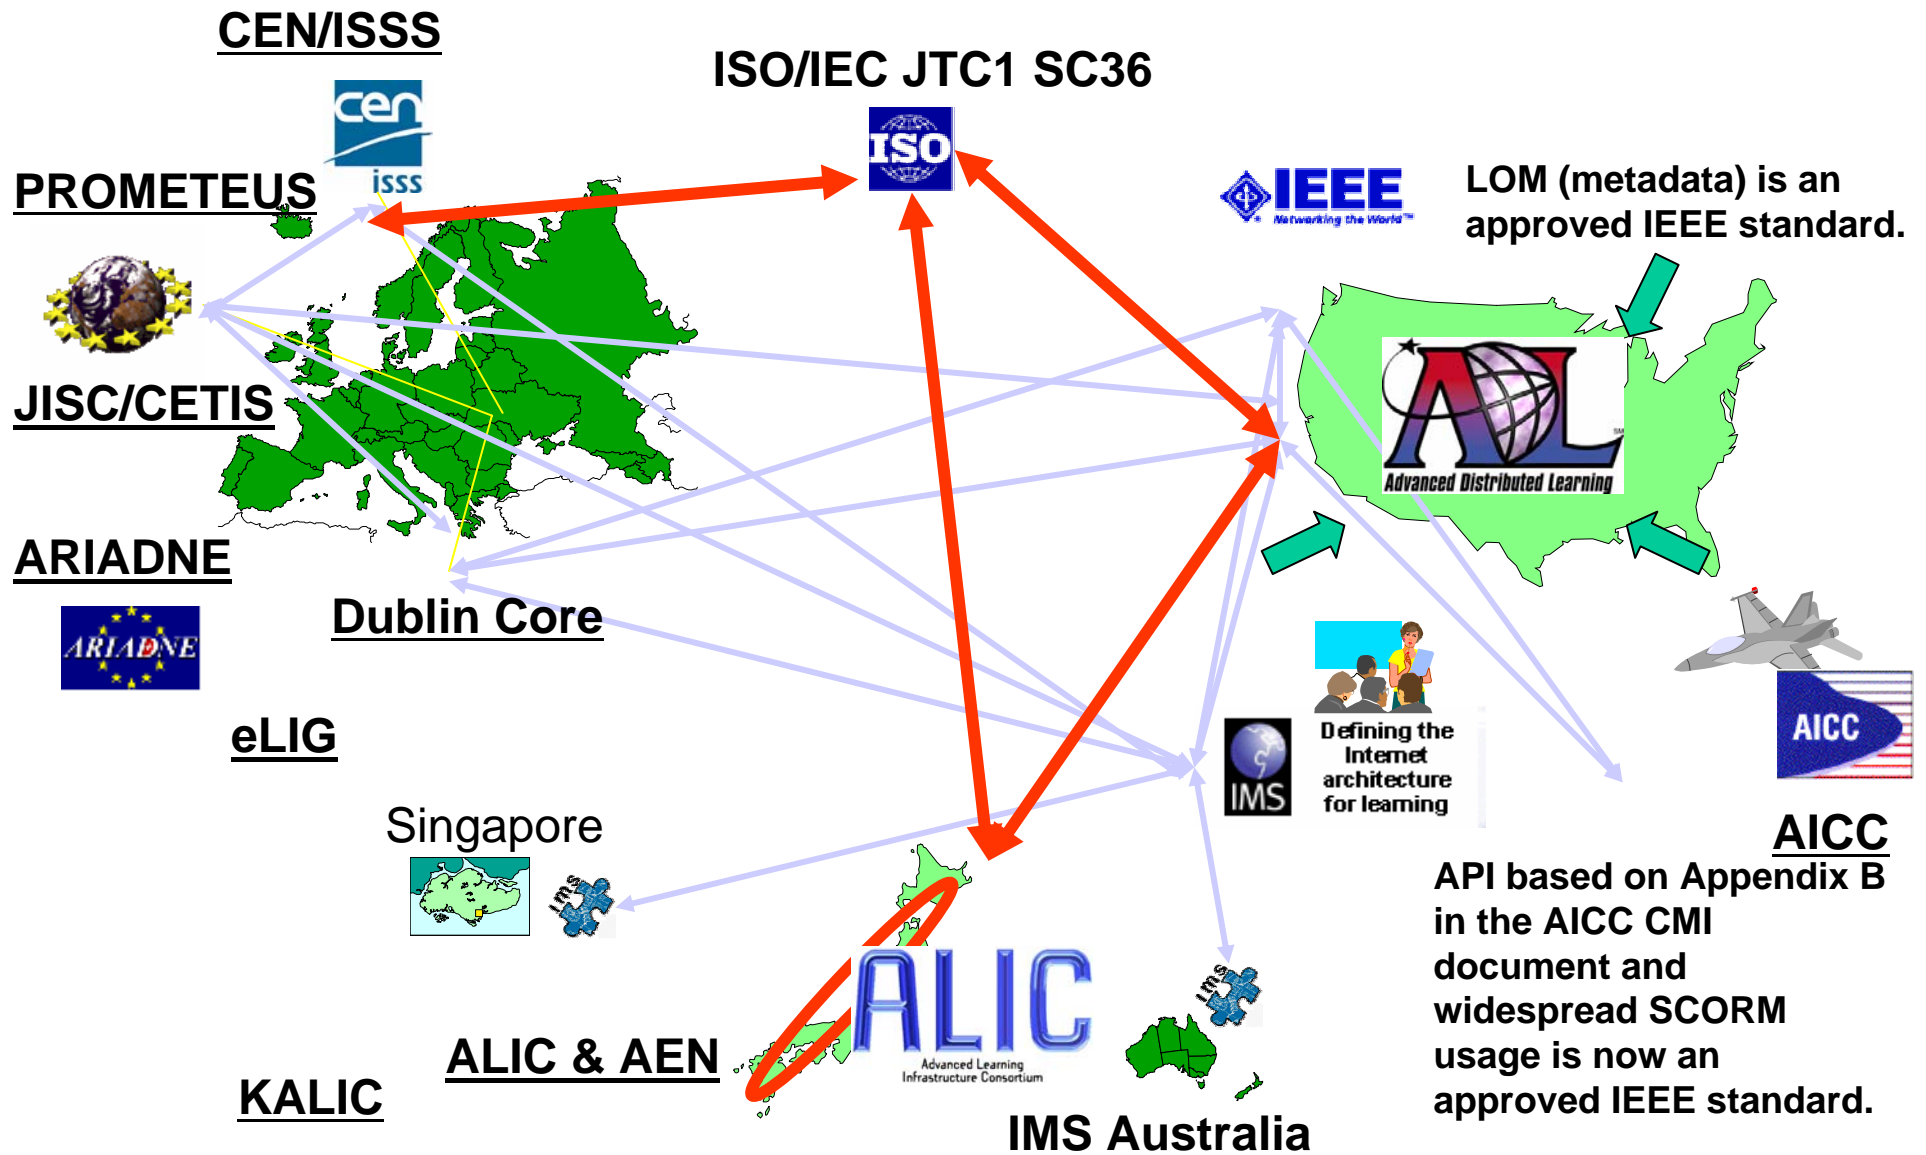 CEN/ISSS
cen
isss
ISO/IEC JTC1 SC36
ISO
PROMETEUS
IEEE
Networking the World™
LOM (metadata) is an
approved IEEE standard.
JISC/CETIS
ADL
SM
Advanced Distributed Learning
ARIADNE
ARIADNE
Dublin Core
eLIG
IMS
Defining the
Internet
architecture
for learning
AICC
AICC
API based on Appendix B
in the AICC CMI
document and
widespread SCORM
usage is now an
approved IEEE standard.
Singapore
ims
ALIC
Advanced Learning
Infrastructure Consortium
ims
ALIC & AEN
KALIC
IMS Australia